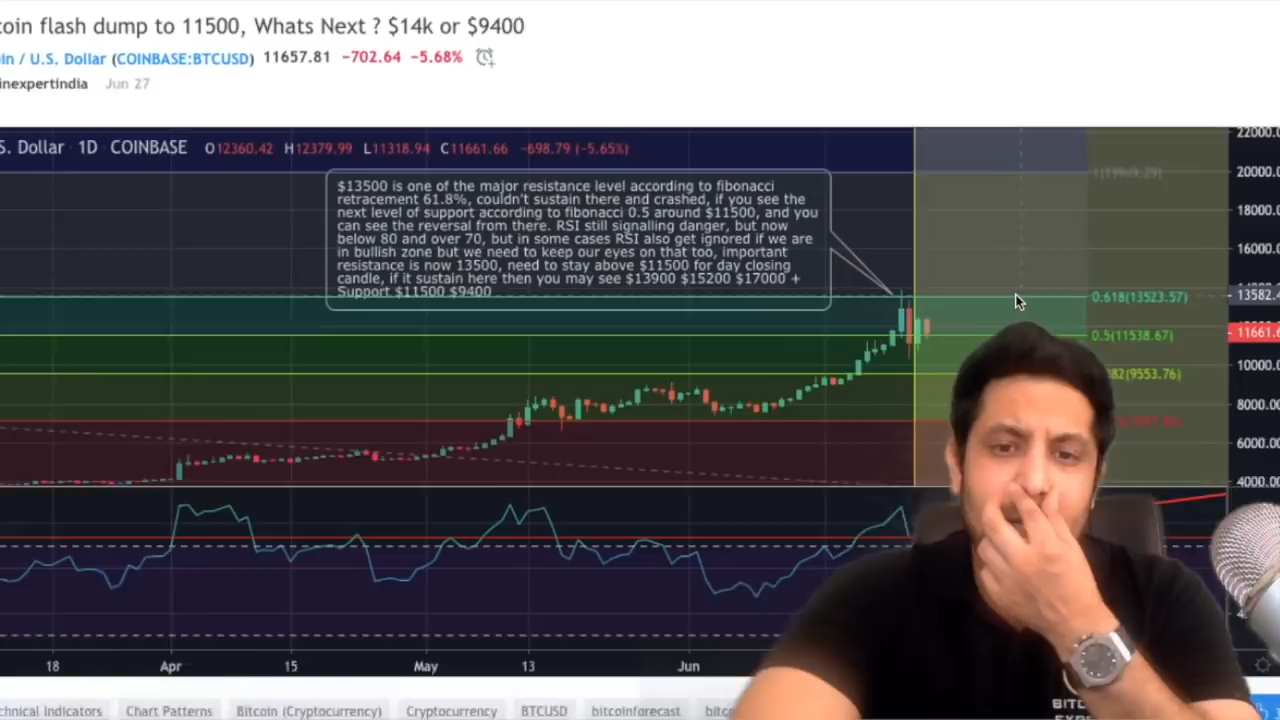 coin flash dump to 11500, Whats Next ? $14k or $9400
in / U.S. Dollar (COINBASE:BTCUSD) 11657.81 −702.64 −5.68%
inexpertindia Jun 27
S. Dollar · 1D COINBASE O12360.42 H12379.99 L11318.94 C11661.66 −698.79 (−5.65%)
22000.0
20000.0
18000.0
16000.0
13582.4
11661.6
10000.0
8000.0
6000.0
4000.0
$13500 is one of the major resistance level according to fibonacci
retracement 61.8%, couldn't sustain there and crashed, if you see the
next level of support according to fibonacci 0.5 around $11500, and you
can see the reversal from there. RSI still signalling danger, but now
below 80 and over 70, but in some cases RSI also get ignored if we are
in bullish zone but we need to keep our eyes on that too, important
resistance is now 13500, need to stay above $11500 for day closing
candle, if it sustain here then you may see $13900 $15200 $17000 +
Support $11500 $9400
0.618(13523.57)
0.5(11538.67)
82(9553.76)
18 Apr 15 May 13 Jun
BITC
EXPE
chnical Indicators Chart Patterns Bitcoin (Cryptocurrency) Cryptocurrency BTCUSD bitcoinforecast bitc